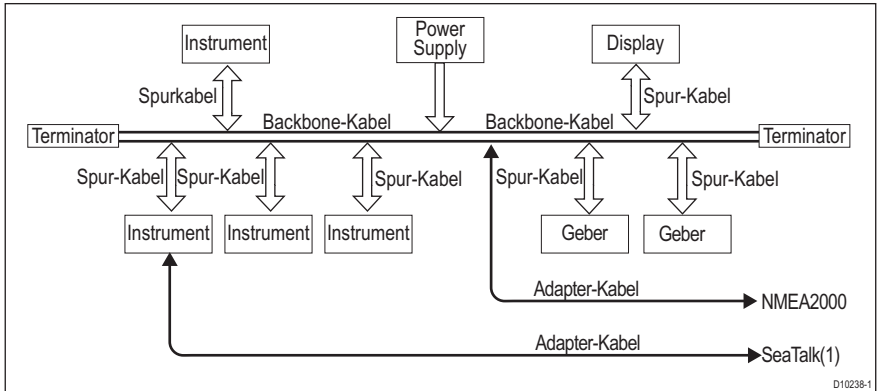 Instrument
Power
Supply
Display
Spurkabel
Spur-Kabel
Backbone-Kabel
Backbone-Kabel
Terminator
Terminator
Spur-Kabel
Spur-Kabel
Spur-Kabel
Spur-Kabel
Spur-Kabel
Instrument
Instrument
Instrument
Geber
Geber
Adapter-Kabel
NMEA2000
Adapter-Kabel
SeaTalk(1)
D10238-1